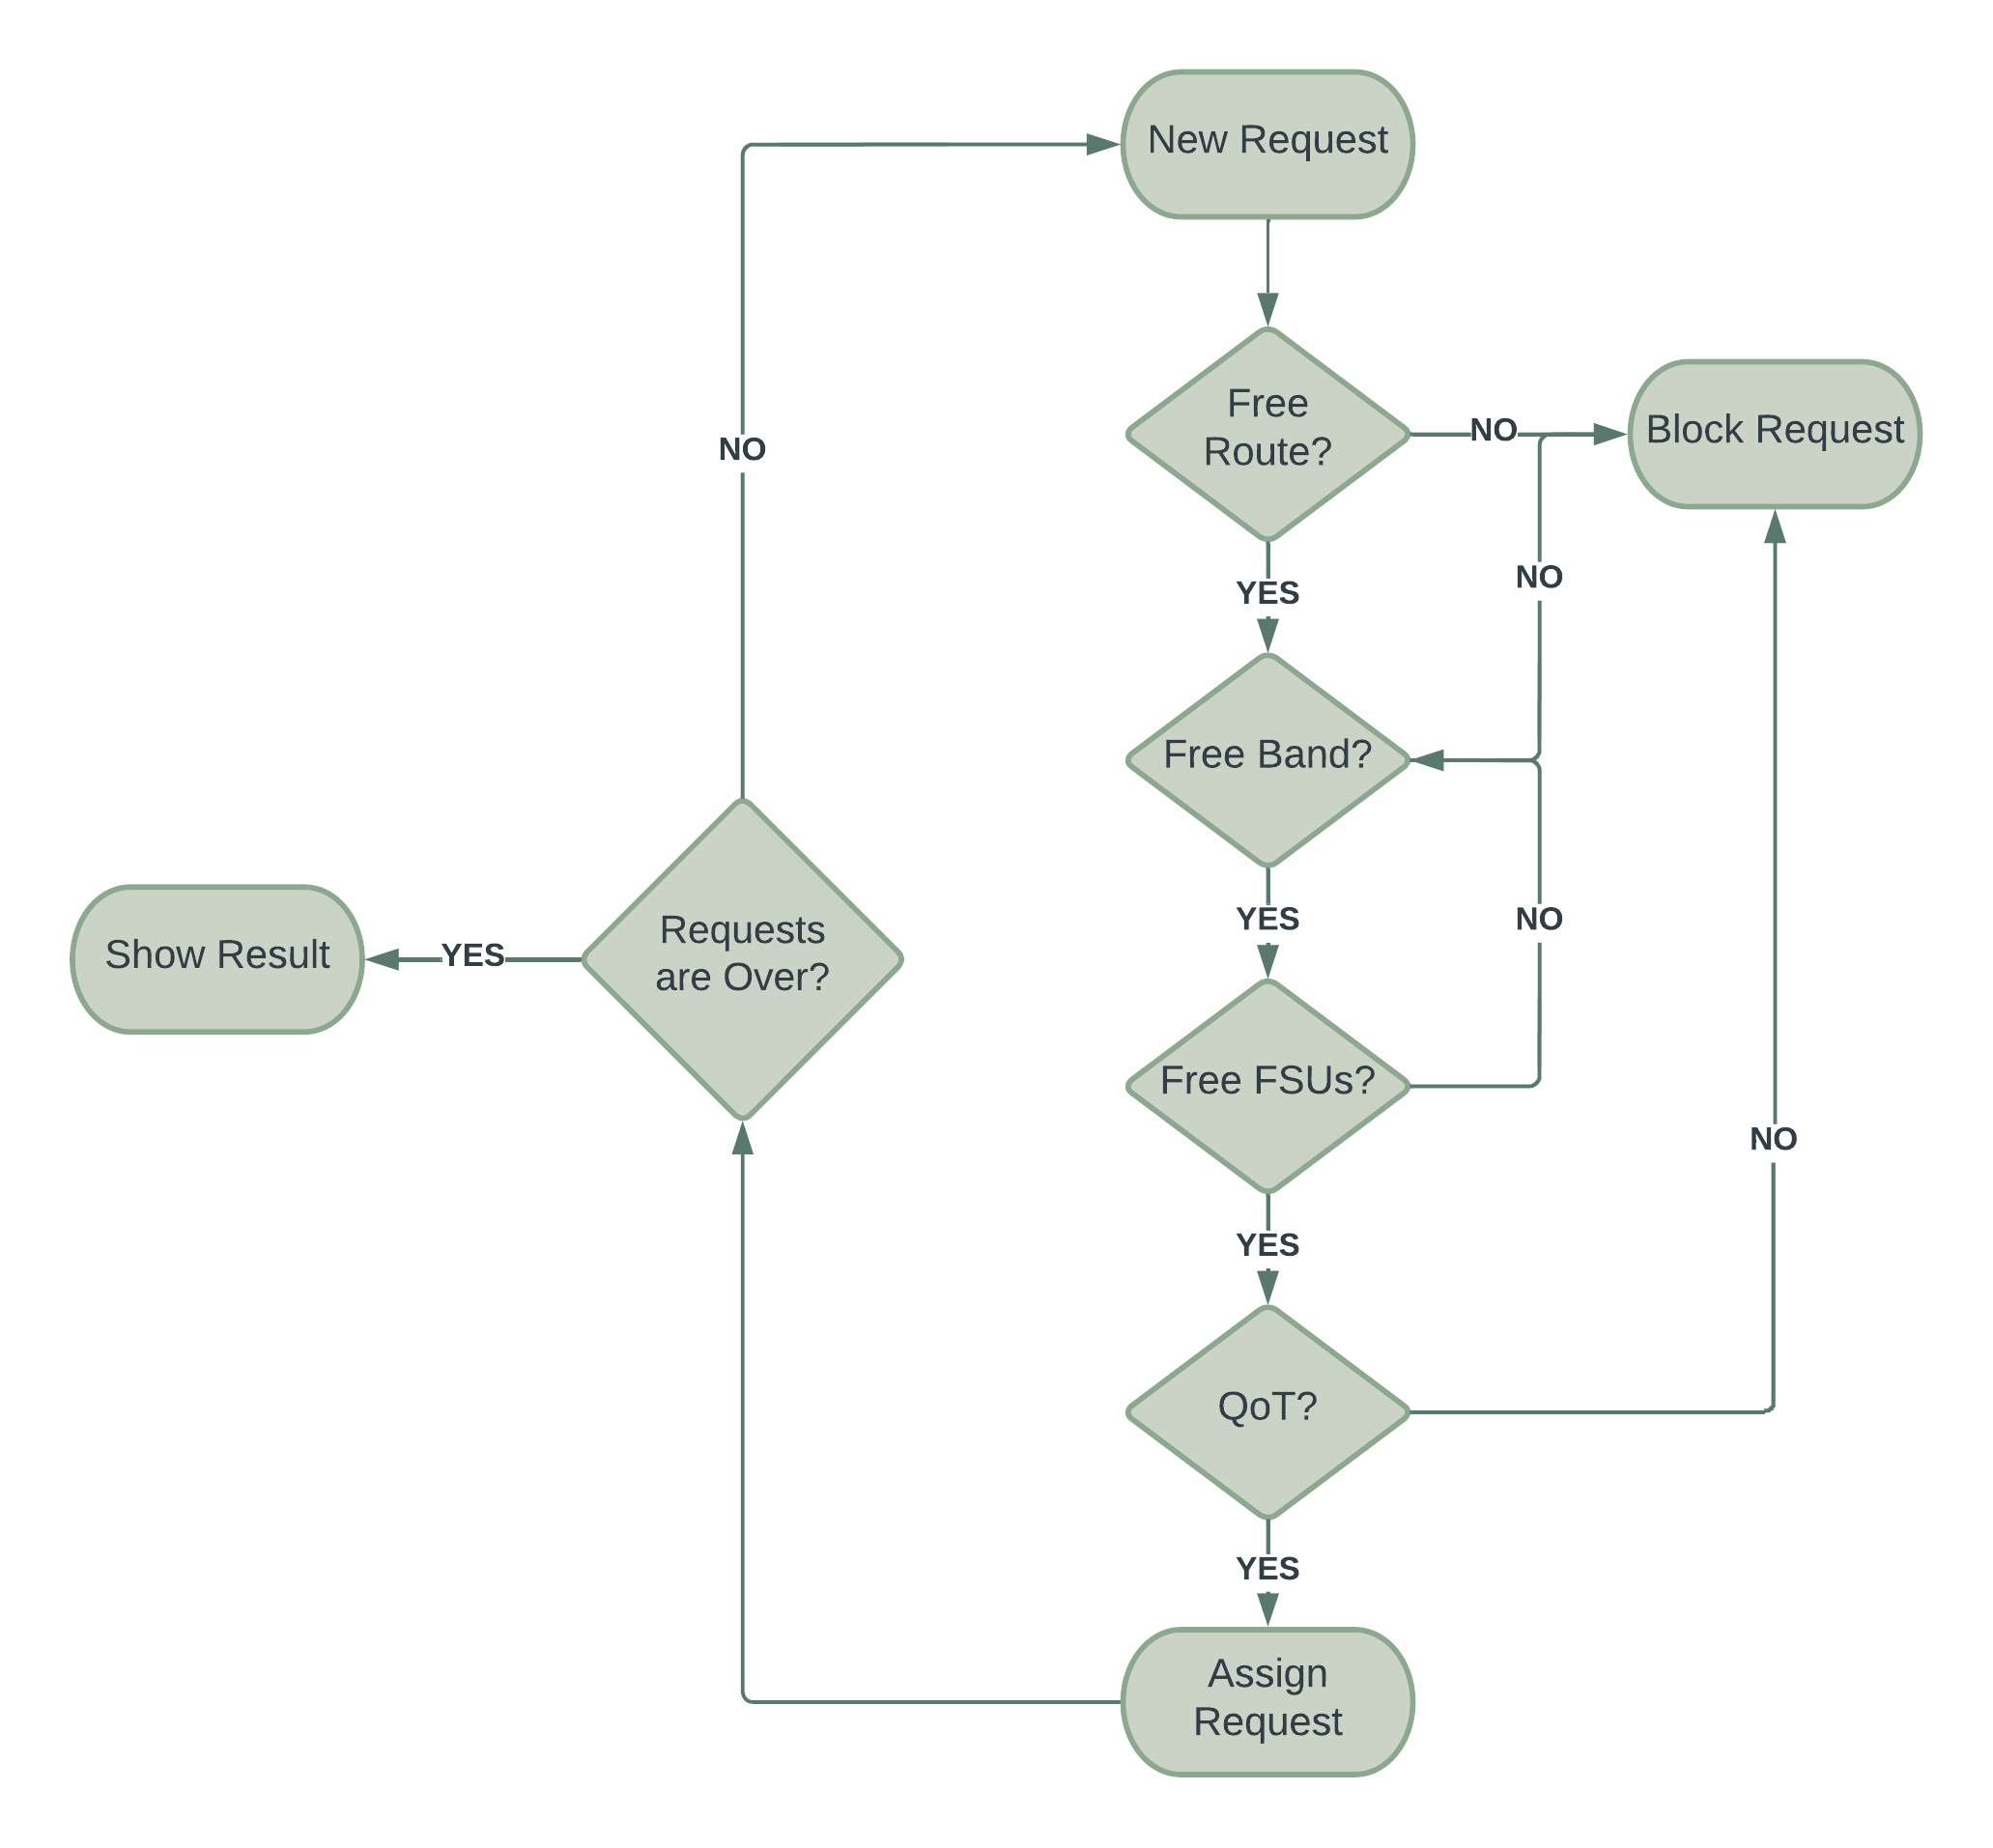 New Request
Free
Route?
NO
Block Request
NO
YES
NO
Free Band?
YES
NO
Requests
are Over?
YES
Show Result
Free FSUs?
NO
YES
QoT?
YES
Assign
Request